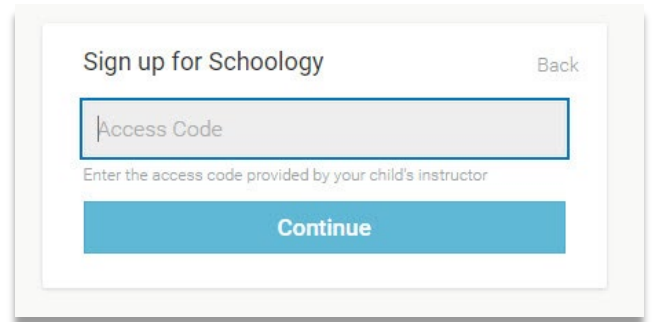 Sign up for Schoology
Back
Access Code
Enter the access code provided by your child's instructor
Continue